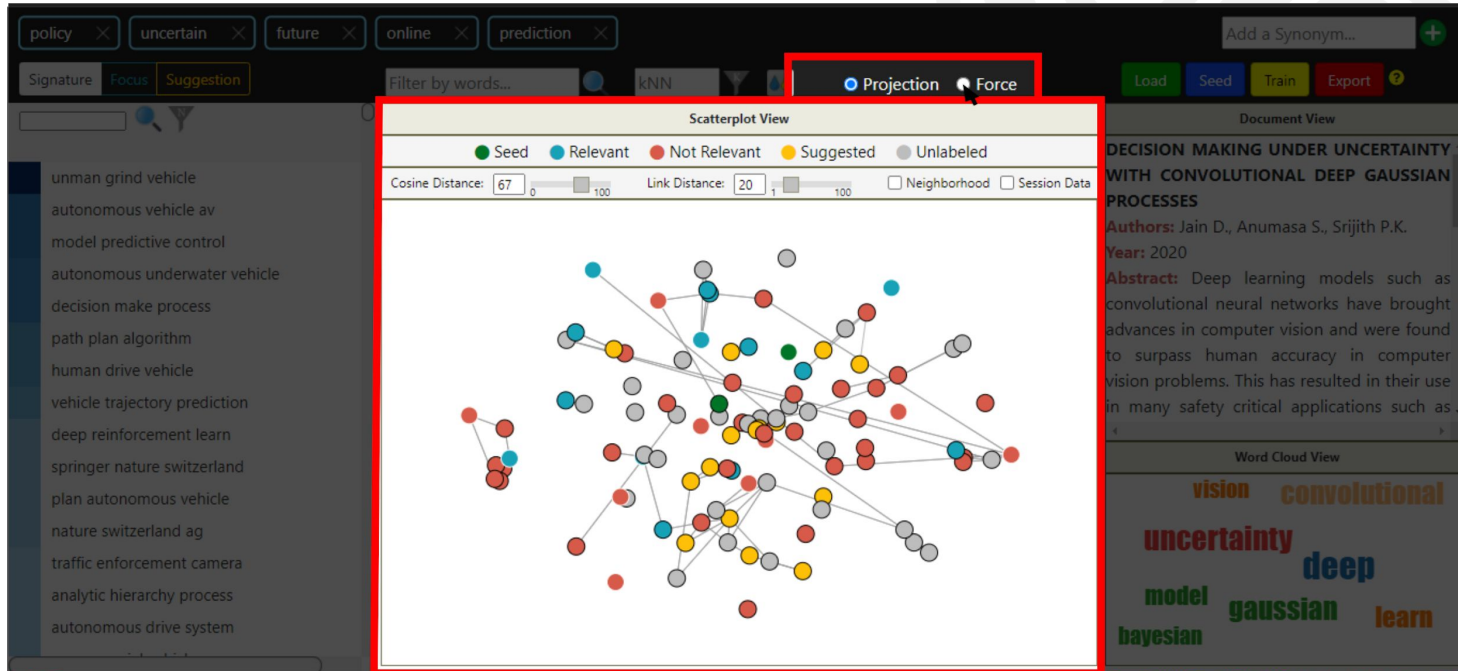 policy × uncertain × future × online × prediction × Add a Synonym...
Signature Focus Suggestion Filter by words... kNN Projection Force Load Seed Train Export ?
Scatterplot View
Seed Relevant Not Relevant Suggested Unlabeled
Cosine Distance: 67 0 100 Link Distance: 20 1 100 Neighborhood Session Data
unman grind vehicle
autonomous vehicle av
model predictive control
autonomous underwater vehicle
decision make process
path plan algorithm
human drive vehicle
vehicle trajectory prediction
deep reinforcement learn
springer nature switzerland
plan autonomous vehicle
nature switzerland ag
traffic enforcement camera
analytic hierarchy process
autonomous drive system
Document View
DECISION MAKING UNDER UNCERTAINTY
WITH CONVOLUTIONAL DEEP GAUSSIAN
PROCESSES
Authors: Jain D., Anumasa S., Srijith P.K.
Year: 2020
Abstract: Deep learning models such as
convolutional neural networks have brought
advances in computer vision and were found
to surpass human accuracy in computer
vision problems. This has resulted in their use
in many safety critical applications such as
Word Cloud View
vision convolutional
uncertainty
deep
model gaussian learn
bayesian